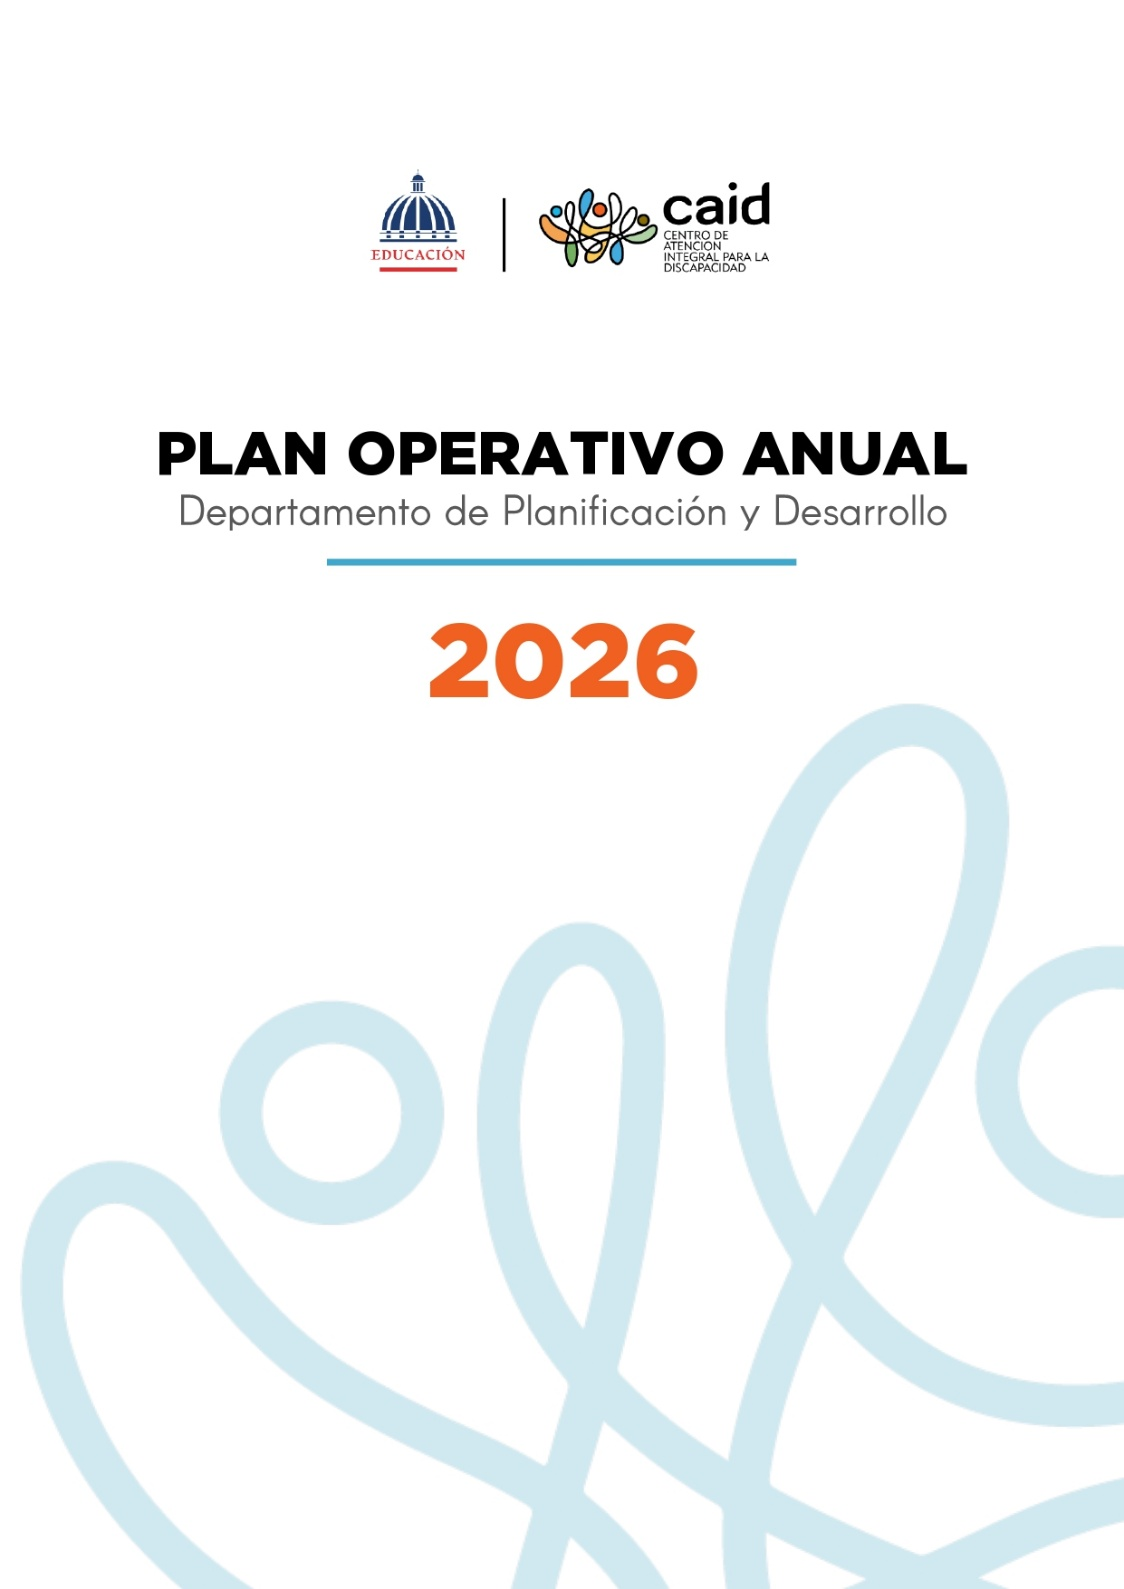 EDUCACIÓN
caid
CENTRO DE
ATENCION
INTEGRAL PARA LA
DISCAPACIDAD
PLAN OPERATIVO ANUAL
Departamento de Planificación y Desarrollo
2026